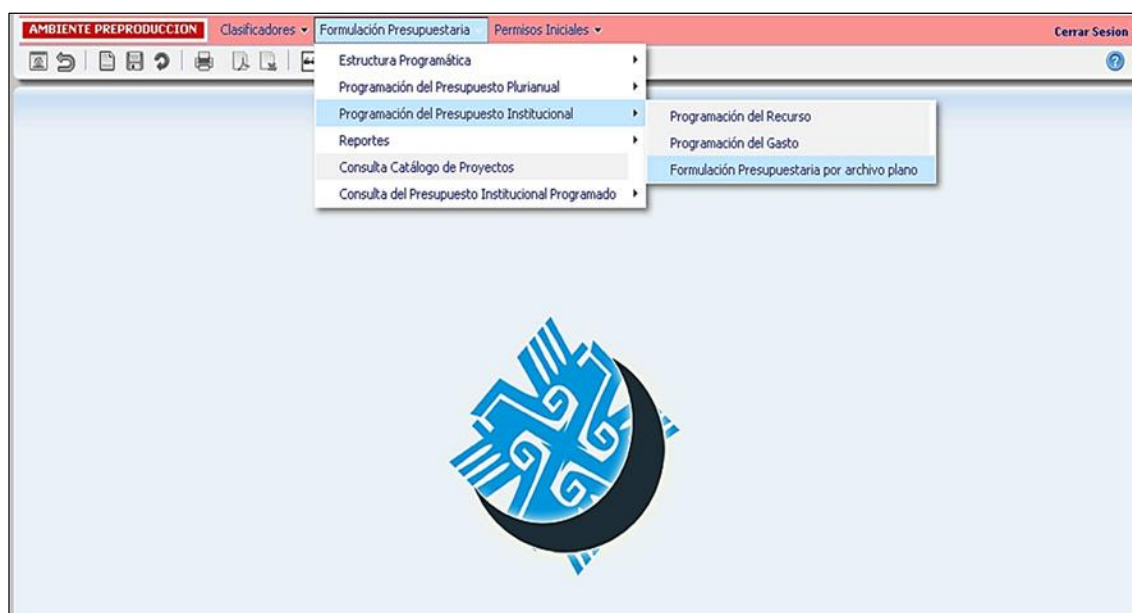 AMBIENTE PREPRODUCCION Clasificadores Formulación Presupuestaria Permisos Iniciales Cerrar Sesion
Estructura Programática
Programación del Presupuesto Plurianual
Programación del Presupuesto Institucional
Reportes
Consulta Catálogo de Proyectos
Consulta del Presupuesto Institucional Programado
Programación del Recurso
Programación del Gasto
Formulación Presupuestaria por archivo plano